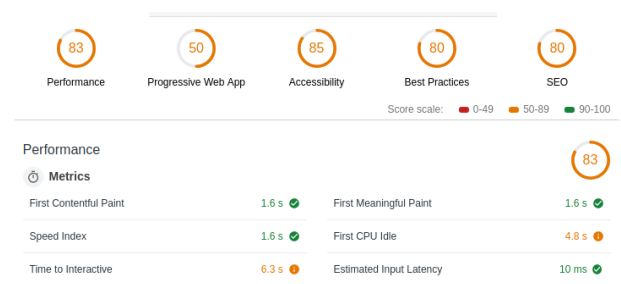 83 50 85 80 80
Performance Progressive Web App Accessibility Best Practices SEO
Score scale: 0-49 50-89 90-100
Performance 83
Metrics
First Contentful Paint 1.6 s First Meaningful Paint 1.6 s
Speed Index 1.6 s First CPU Idle 4.8 s
Time to Interactive 6.3 s Estimated Input Latency 10 ms